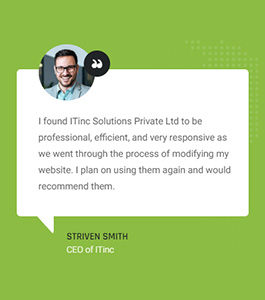 I found ITinc Solutions Private Ltd to be
professional, efficient, and very responsive as
we went through the process of modifying my
website. I plan on using them again and would
recommend them.
STRIVEN SMITH
CEO of ITinc